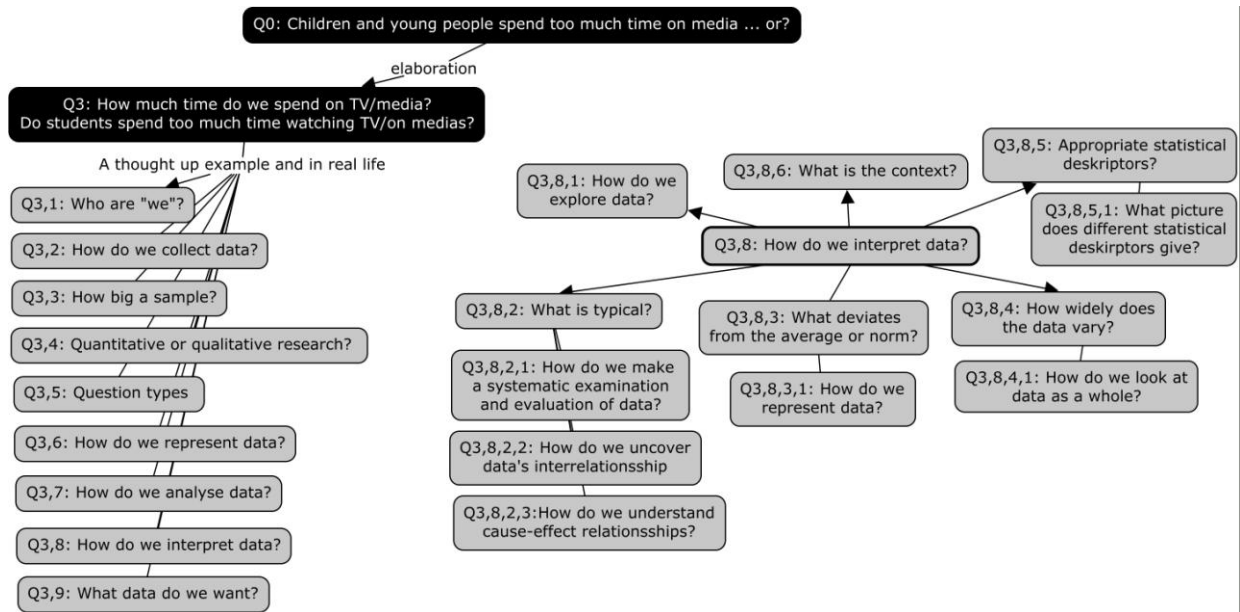 Q0: Children and young people spend too much time on media ... or?
elaboration
Q3: How much time do we spend on TV/media?
Do students spend too much time watching TV/on medias?
A thought up example and in real life
Q3,1: Who are "we"?
Q3,2: How do we collect data?
Q3,3: How big a sample?
Q3,4: Quantitative or qualitative research?
Q3,5: Question types
Q3,6: How do we represent data?
Q3,7: How do we analyse data?
Q3,8: How do we interpret data?
Q3,9: What data do we want?
Q3,8,1: How do we
explore data?
Q3,8,6: What is the context?
Q3,8,5: Appropriate statistical
deskriptors?
Q3,8,5,1: What picture
does different statistical
deskirptors give?
Q3,8: How do we interpret data?
Q3,8,2: What is typical?
Q3,8,2,1: How do we make
a systematic examination
and evaluation of data?
Q3,8,2,2: How do we uncover
data's interrelationsship
Q3,8,2,3:How do we understand
cause-effect relationsships?
Q3,8,3: What deviates
from the average or norm?
Q3,8,3,1: How do we
represent data?
Q3,8,4: How widely does
the data vary?
Q3,8,4,1: How do we look at
data as a whole?